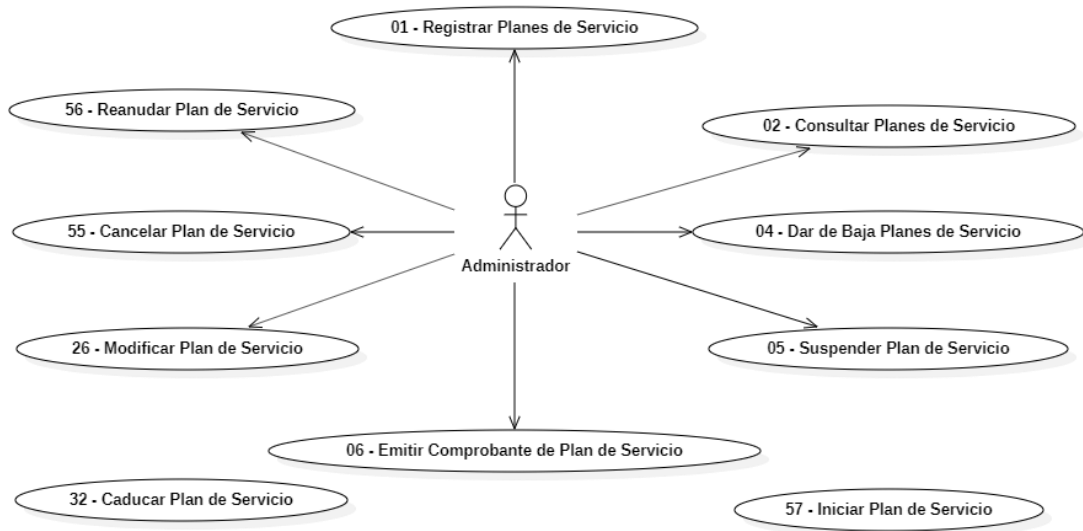 01 - Registrar Planes de Servicio
56 - Reanudar Plan de Servicio
02 - Consultar Planes de Servicio
55 - Cancelar Plan de Servicio
04 - Dar de Baja Planes de Servicio
Administrador
26 - Modificar Plan de Servicio
05 - Suspender Plan de Servicio
06 - Emitir Comprobante de Plan de Servicio
32 - Caducar Plan de Servicio
57 - Iniciar Plan de Servicio